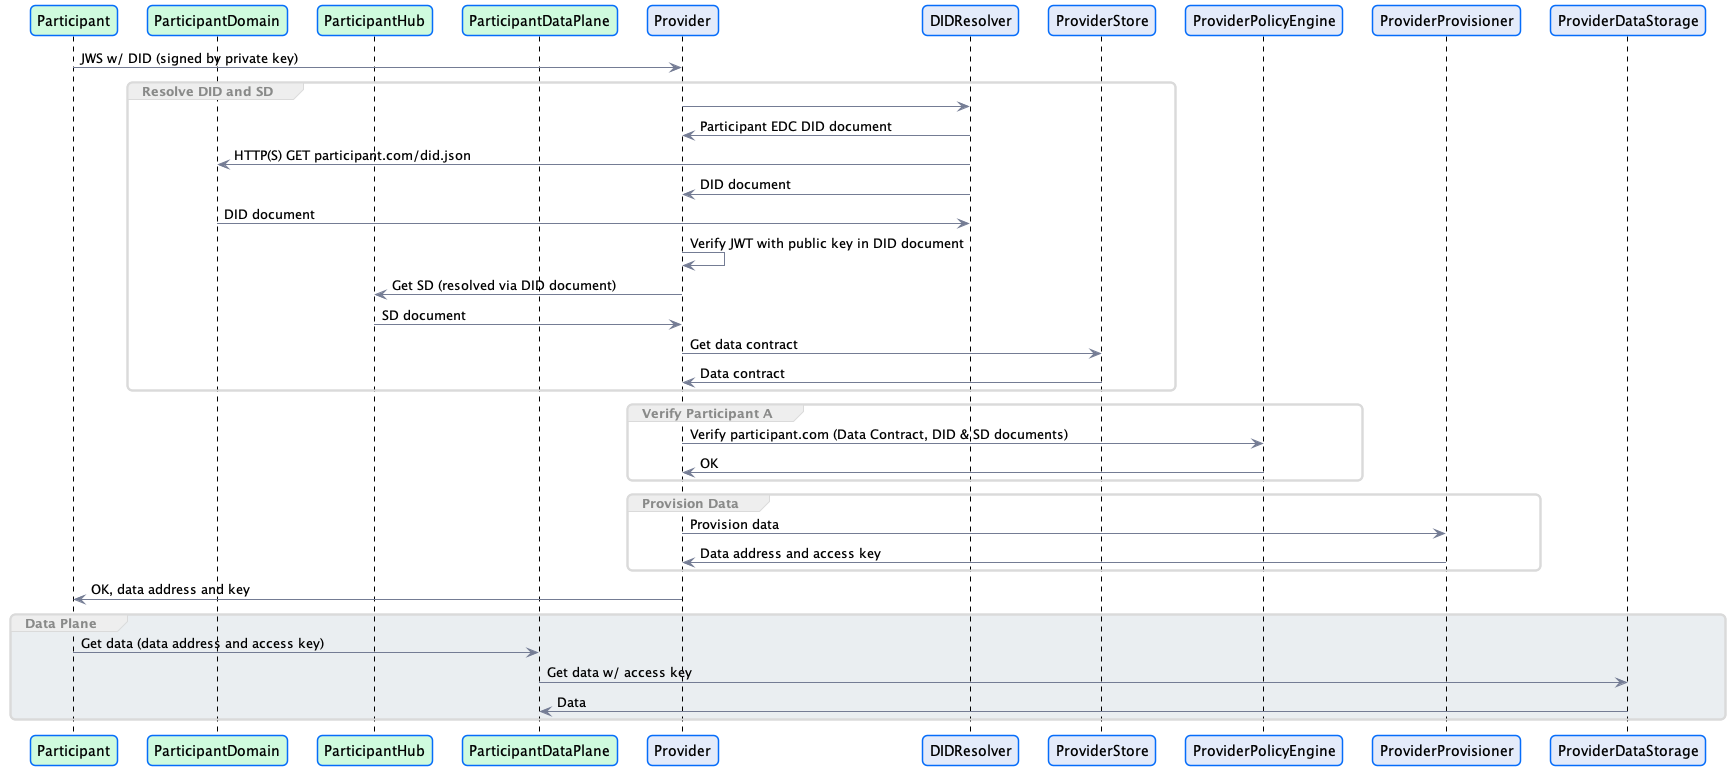 Participant ParticipantDomain ParticipantHub ParticipantDataPlane Provider DIDResolver ProviderStore ProviderPolicyEngine ProviderProvisioner ProviderDataStorage
JWS w/ DID (signed by private key)
Resolve DID and SD
Participant EDC DID document
HTTP(S) GET participant.com/did.json
DID document
DID document
Verify JWT with public key in DID document
Get SD (resolved via DID document)
SD document
Get data contract
Data contract
Verify Participant A
Verify participant.com (Data Contract, DID & SD documents)
OK
Provision Data
Provision data
Data address and access key
OK, data address and key
Data Plane
Get data (data address and access key)
Get data w/ access key
Data
Participant ParticipantDomain ParticipantHub ParticipantDataPlane Provider DIDResolver ProviderStore ProviderPolicyEngine ProviderProvisioner ProviderDataStorage